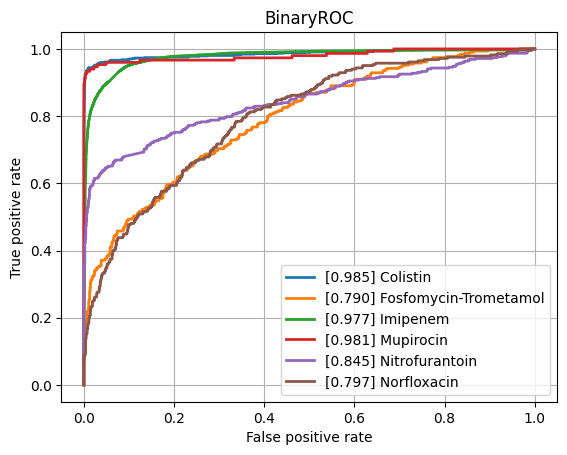 BinaryROC
True positive rate
1.0
0.8
0.6
0.4
0.2
0.0
[0.985] Colistin
[0.790] Fosfomycin-Trometamol
[0.977] Imipenem
[0.981] Mupirocin
[0.845] Nitrofurantoin
[0.797] Norfloxacin
0.0 0.2 0.4 0.6 0.8 1.0
False positive rate